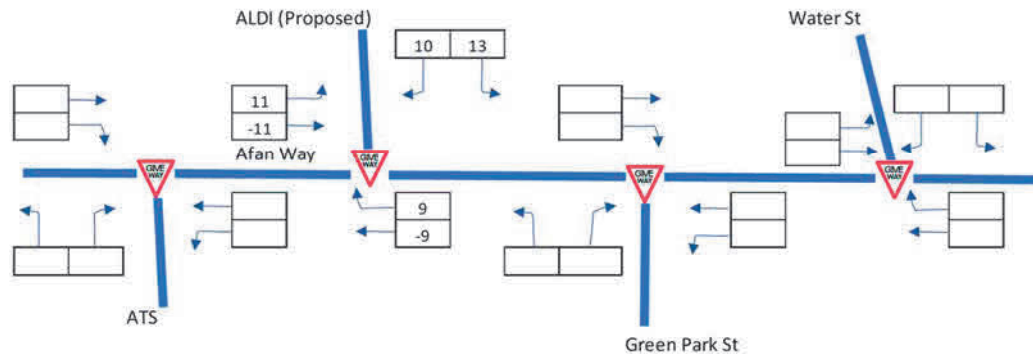 ALDI (Proposed)
Water St
10 13
11
-11
Afan Way
GIVE WAY
GIVE WAY
GIVE WAY
GIVE WAY
9
-9
ATS
Green Park St